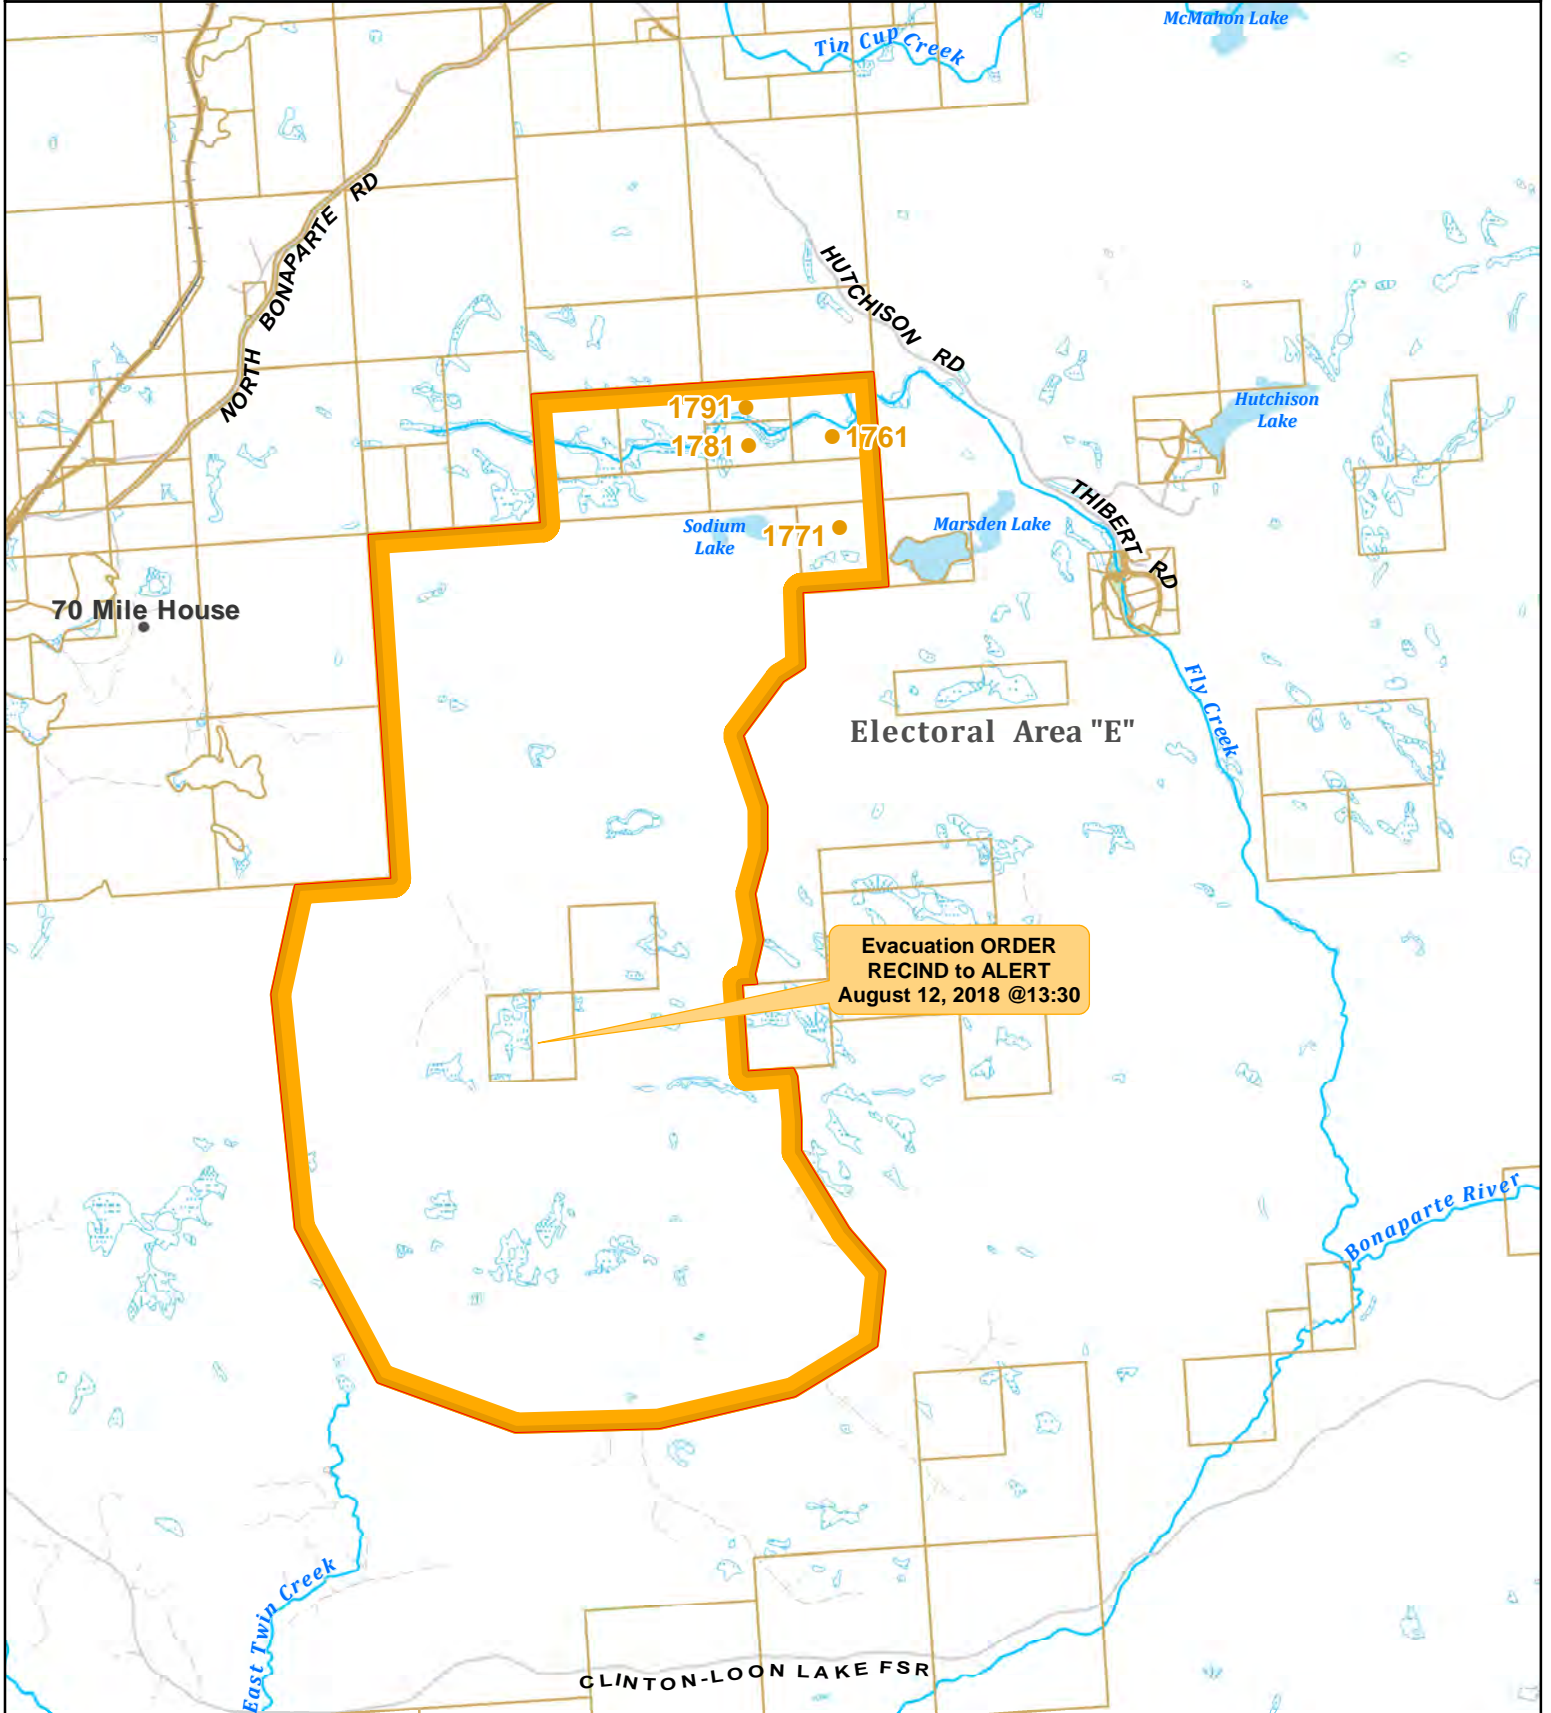 McMahon Lake
Tin Cup Creek
NORTH BONAPARTE RD
HUTCHISON RD
Hutchison
Lake
1791
1781
1761
THIBERT RD
Sodium
Lake
1771
Marsden Lake
70 Mile House
Fly Creek
Electoral Area "E"
Evacuation ORDER
RECIND to ALERT
August 12, 2018 @13:30
Bonaparte River
East Twin Creek
CLINTON-LOON LAKE FSR